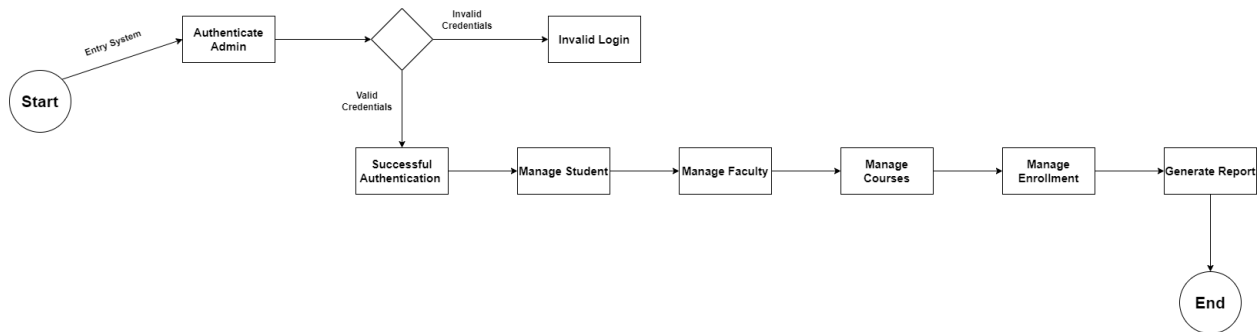 Entry System
Authenticate
Admin
Invalid
Credentials
Invalid Login
Start
Valid
Credentials
Successful
Authentication
Manage Student
Manage Faculty
Manage
Courses
Manage
Enrollment
Generate Report
End